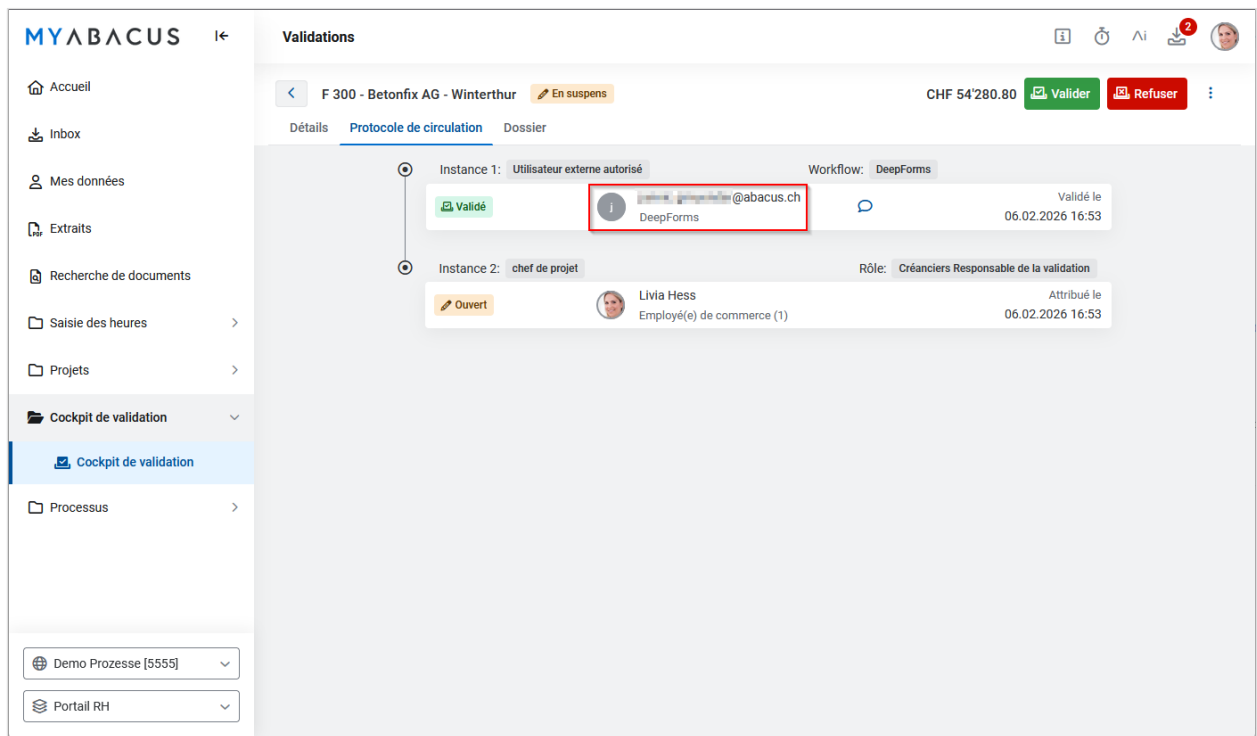 MYABACUS
Validations
2
Accueil
Inbox
Mes données
Extraits
Recherche de documents
Saisie des heures
Projets
Cockpit de validation
Cockpit de validation
Processus
Demo Prozesse [5555]
Portail RH
F 300 - Betonfix AG - Winterthur En suspens CHF 54'280.80 Valider Refuser
Détails Protocole de circulation Dossier
Instance 1: Utilisateur externe autorisé Workflow: DeepForms
Validé j @abacus.ch Validé le
DeepForms 06.02.2026 16:53
Instance 2: chef de projet Rôle: Créanciers Responsable de la validation
Ouvert Livia Hess Attribué le
Employé(e) de commerce (1) 06.02.2026 16:53